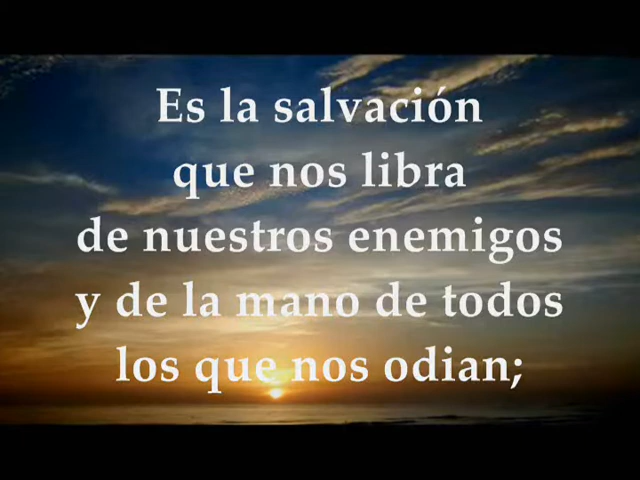 Es la salvación
que nos libra
de nuestros enemigos
y de la mano de todos
los que nos odian;